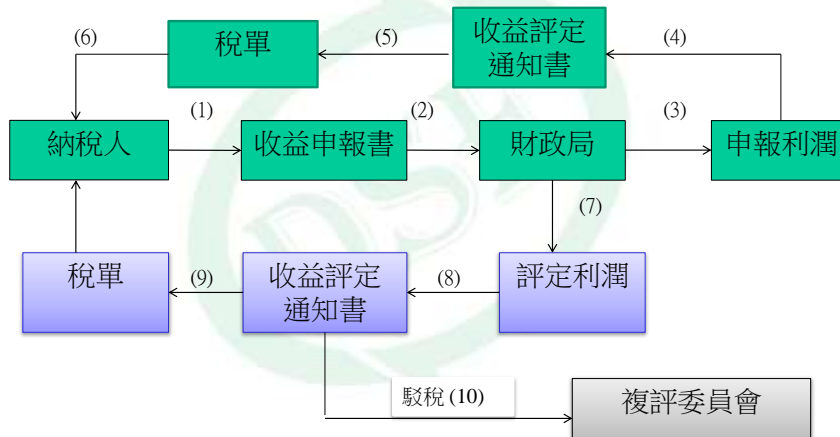 (6)
稅單
(5)
收益評定
通知書
(4)
納稅人
(1)
收益申報書
(2)
財政局
(3)
申報利潤
(7)
稅單
(9)
收益評定
通知書
(8)
評定利潤
駁稅 (10)
複評委員會
DSF